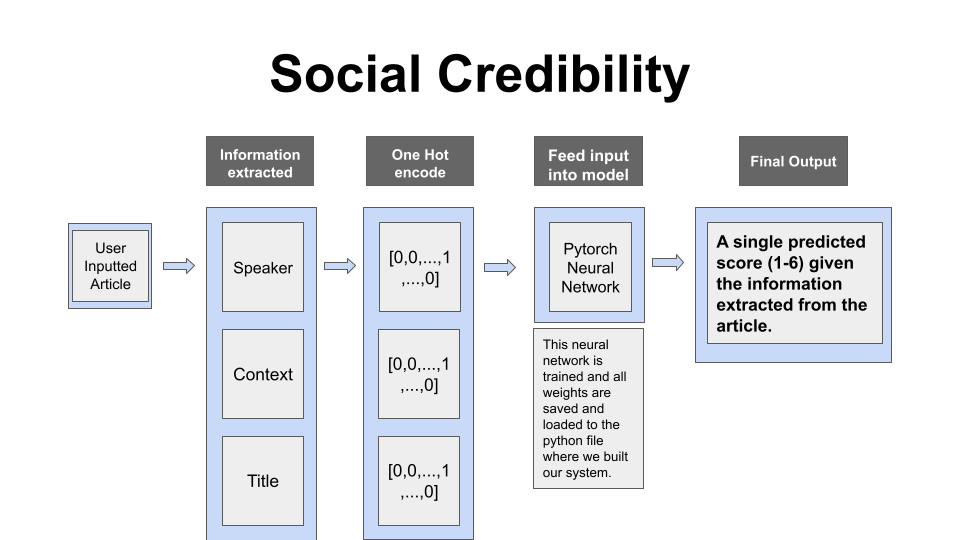 Social Credibility
Information
extracted
One Hot
encode
Feed input
into model
Final Output
User
Inputted
Article
Speaker
Context
Title
[0,0,...,1
,...,0]
[0,0,...,1
,...,0]
[0,0,...,1
,...,0]
Pytorch
Neural
Network
This neural
network is
trained and all
weights are
saved and
loaded to the
python file
where we built
our system.
A single predicted
score (1-6) given
the information
extracted from the
article.